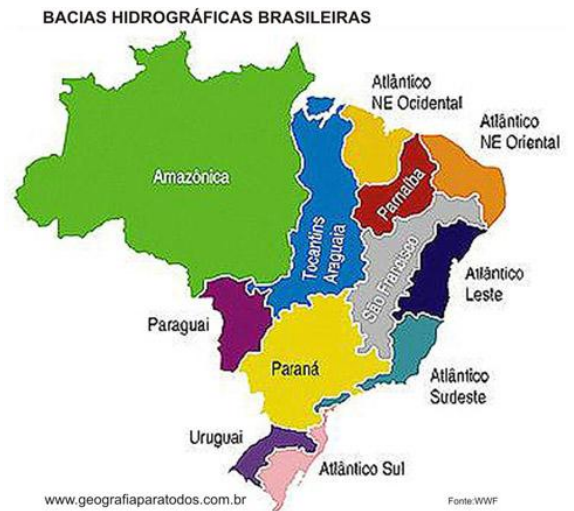 BACIAS HIDROGRÁFICAS BRASILEIRAS
Atlântico
NE Ocidental
Atlântico
NE Oriental
Amazônica
Parnaíba
Tocantins
Araguaia
São Francisco
Atlântico
Leste
Paraguai
Paraná
Atlântico
Sudeste
Uruguai
Atlântico Sul
www.geografiaparatodos.com.br
Fonte:WWF